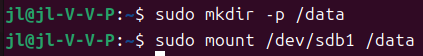 jl@jl-V-V-P:~$ sudo mkdir -p /data
jl@jl-V-V-P:~$ sudo mount /dev/sdb1 /data